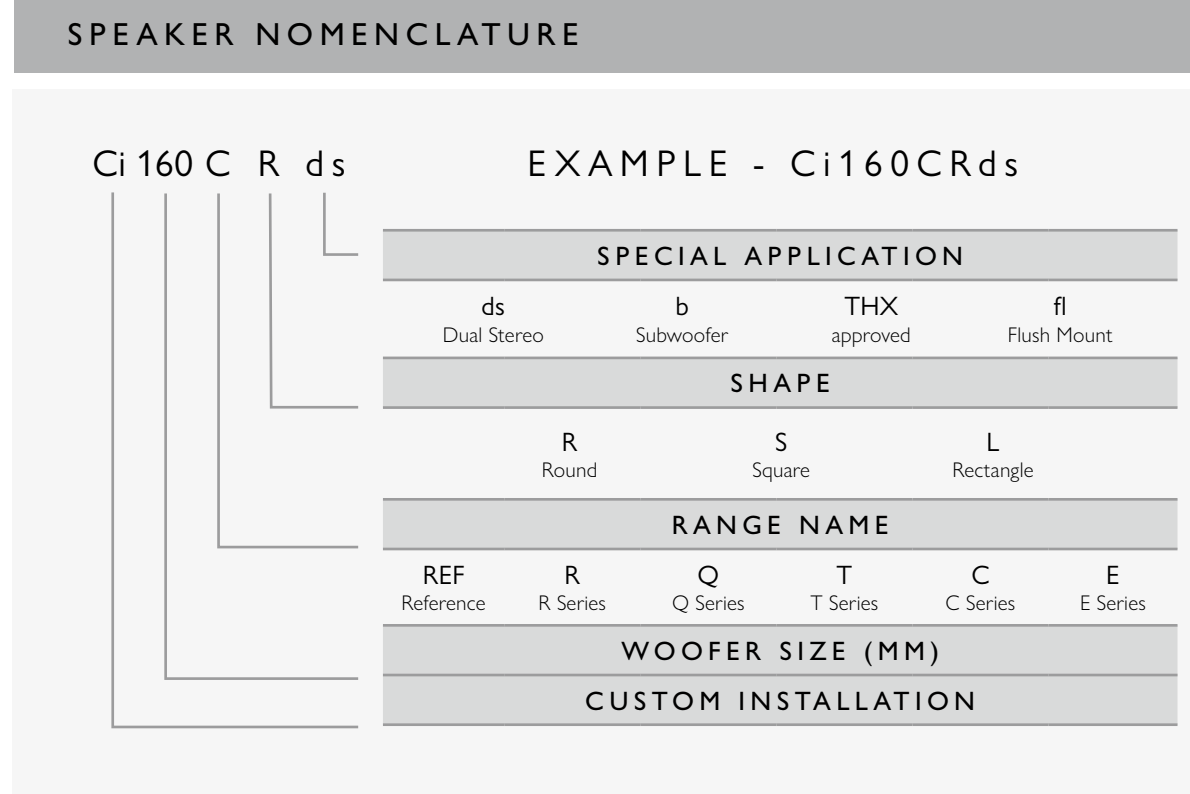 SPEAKER NOMENCLATURE
Ci 160 C R ds EXAMPLE - Ci160CRds
SPECIAL APPLICATION
ds b THX fl
Dual Stereo Subwoofer approved Flush Mount
SHAPE
R S L
Round Square Rectangle
RANGE NAME
REF R Q T C E
Reference R Series Q Series T Series C Series E Series
WOOFER SIZE (MM)
CUSTOM INSTALLATION